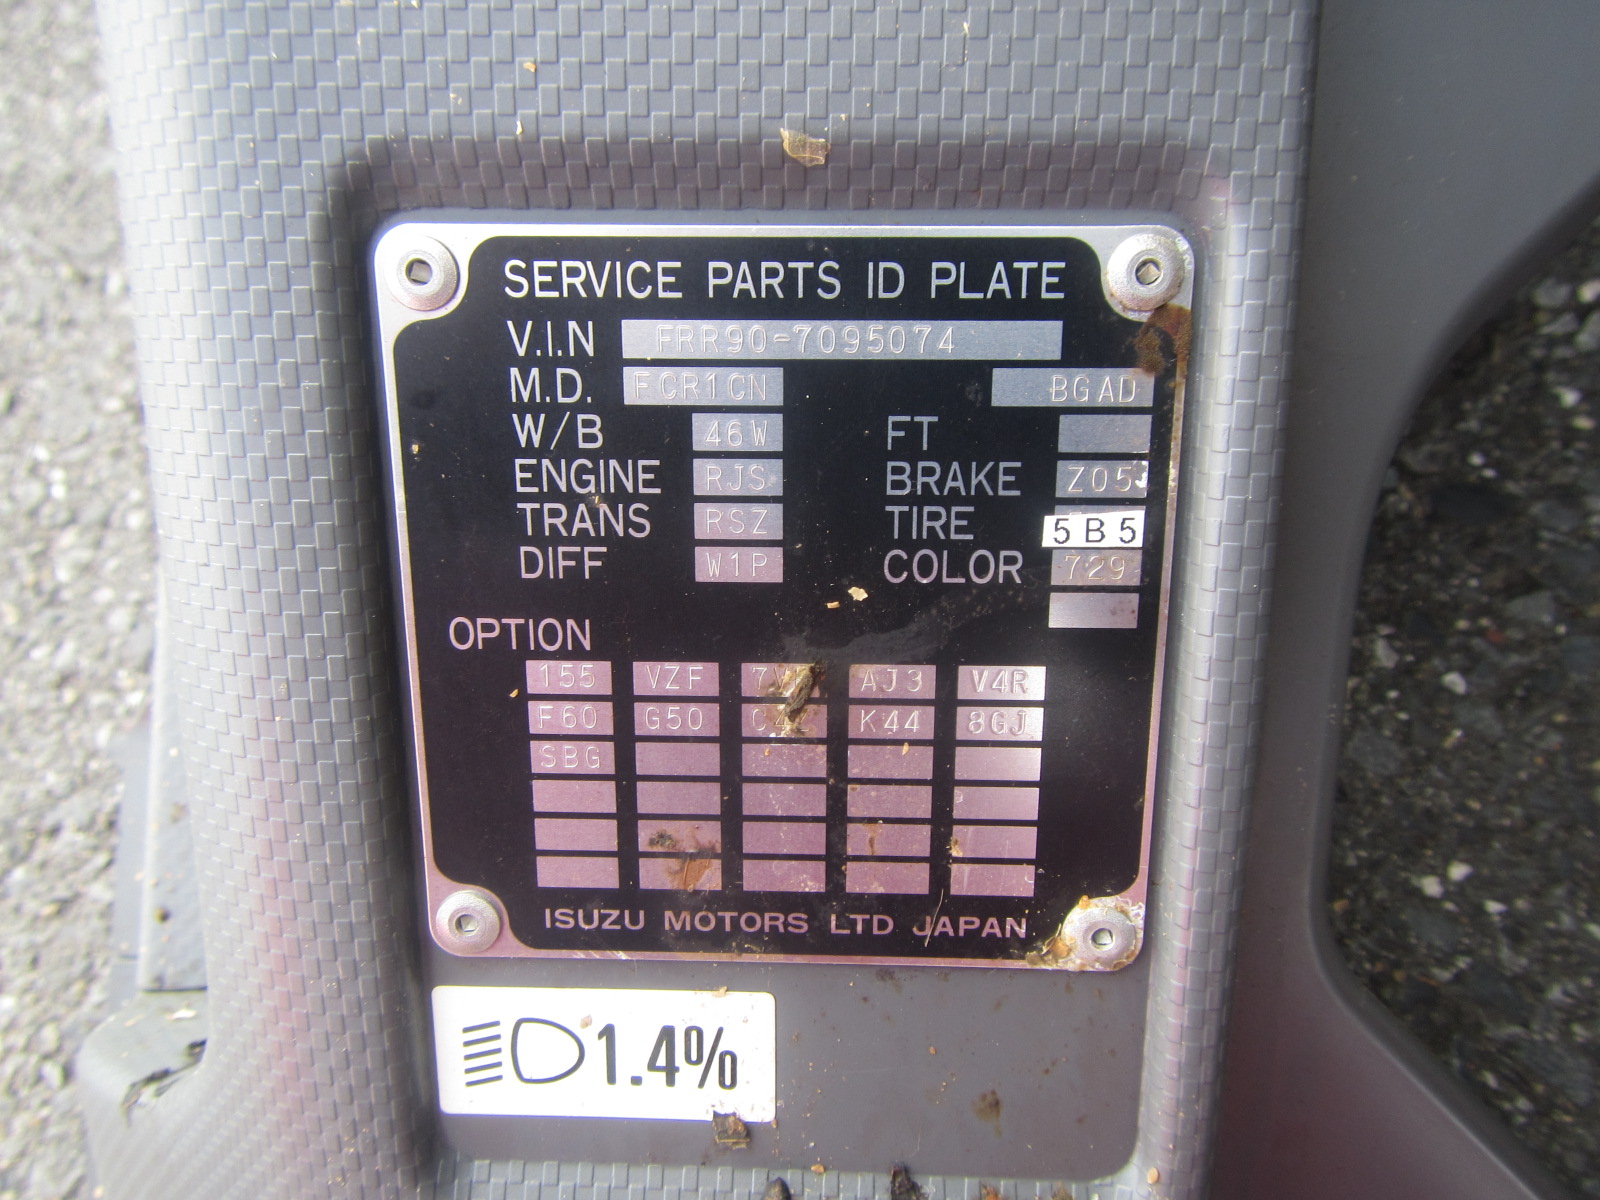 SERVICE PARTS ID PLATE
V.I.N FRR90-7095074
M.D. FCR1CN BGAD
W/B 46W FT
ENGINE RJS BRAKE Z05J
TRANS RSZ TIRE 5B5
DIFF W1P COLOR 729
OPTION
155 VZF AJ3 V4R
F60 G50 K44 8GJ
SBG
ISUZU MOTORS LTD JAPAN
1.4%